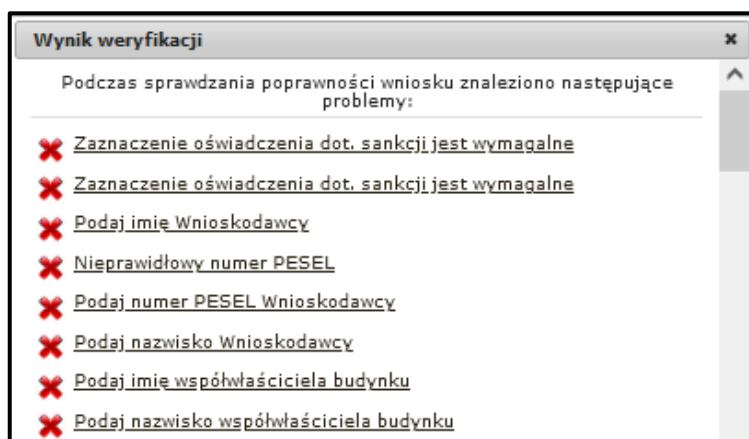 Wynik weryfikacji
Podczas sprawdzania poprawności wniosku znaleziono następujące
problemy:
Zaznaczenie oświadczenia dot. sankcji jest wymagalne
Zaznaczenie oświadczenia dot. sankcji jest wymagalne
Podaj imię Wnioskodawcy
Nieprawidłowy numer PESEL
Podaj numer PESEL Wnioskodawcy
Podaj nazwisko Wnioskodawcy
Podaj imię współwłaściciela budynku
Podaj nazwisko współwłaściciela budynku